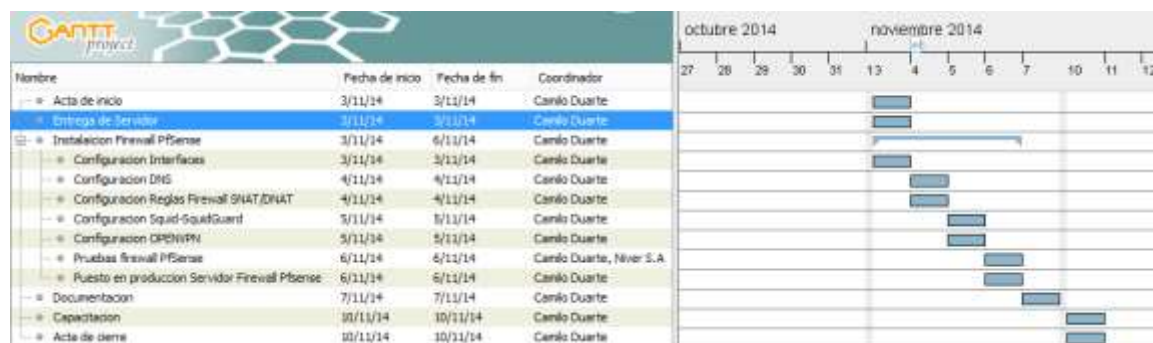 GANTT project
octubre 2014 noviembre 2014
27 28 29 30 31 13 4 5 6 7 10 11 12
Nombre Fecha de inicio Fecha de fin Coordinador
Acta de inicio 3/11/14 3/11/14 Camilo Duarte
Entrega de Servidor 3/11/14 3/11/14 Camilo Duarte
Instalaicion Firewall PfSense 3/11/14 6/11/14 Camilo Duarte
Configuracion Interfaces 3/11/14 3/11/14 Camilo Duarte
Configuracion DNS 4/11/14 4/11/14 Camilo Duarte
Configuracion Reglas Firewall SNAT/DNAT 4/11/14 4/11/14 Camilo Duarte
Configuracion Squid-SquidGuard 5/11/14 5/11/14 Camilo Duarte
Configuracion OPENVPN 5/11/14 5/11/14 Camilo Duarte
Pruebas firewall PfSense 6/11/14 6/11/14 Camilo Duarte, Niver S.A
Puesto en produccion Servidor Firewall Pfsense 6/11/14 6/11/14 Camilo Duarte
Documentacion 7/11/14 7/11/14 Camilo Duarte
Capacitacion 10/11/14 10/11/14 Camilo Duarte
Acta de cierre 10/11/14 10/11/14 Camilo Duarte